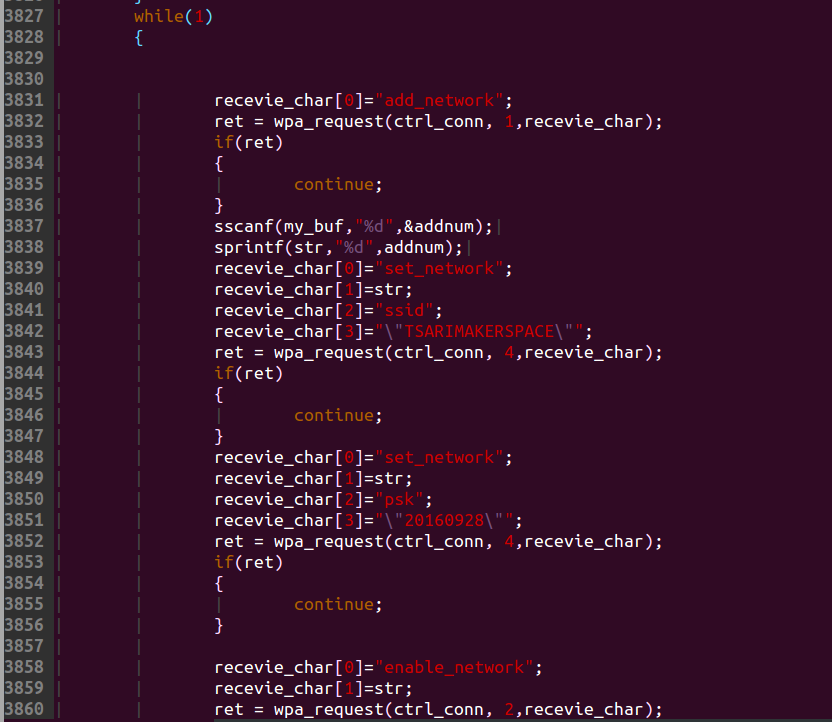 3827 while(1)
3828 {
3829
3830
3831 recevie_char[0]="add_network";
3832 ret = wpa_request(ctrl_conn, 1,recevie_char);
3833 if(ret)
3834 {
3835 continue;
3836 }
3837 sscanf(my_buf,"%d",&addnum);
3838 sprintf(str,"%d",addnum);
3839 recevie_char[0]="set_network";
3840 recevie_char[1]=str;
3841 recevie_char[2]="ssid";
3842 recevie_char[3]="\"TSARIMAKERSPACE\"";
3843 ret = wpa_request(ctrl_conn, 4,recevie_char);
3844 if(ret)
3845 {
3846 continue;
3847 }
3848 recevie_char[0]="set_network";
3849 recevie_char[1]=str;
3850 recevie_char[2]="psk";
3851 recevie_char[3]="\"20160928\"";
3852 ret = wpa_request(ctrl_conn, 4,recevie_char);
3853 if(ret)
3854 {
3855 continue;
3856 }
3857
3858 recevie_char[0]="enable_network";
3859 recevie_char[1]=str;
3860 ret = wpa_request(ctrl_conn, 2,recevie_char);